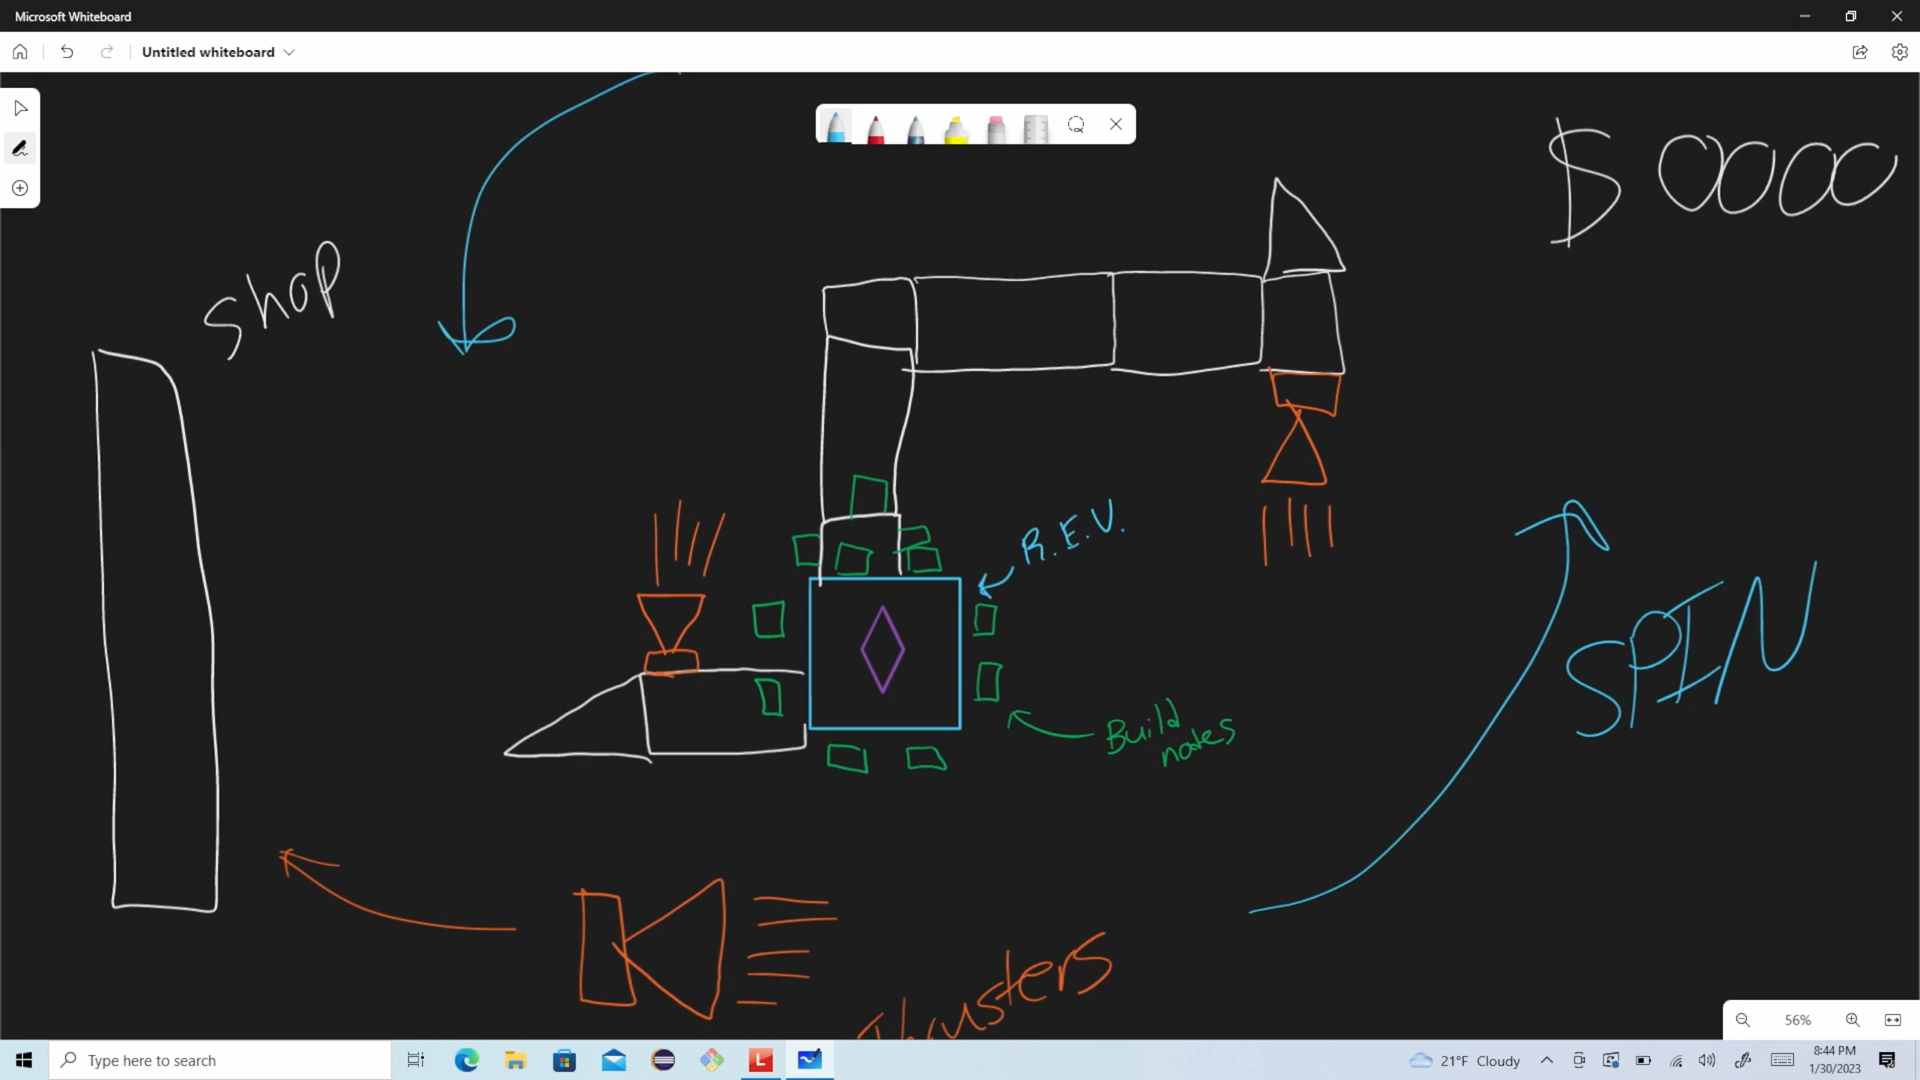 Microsoft Whiteboard
Untitled whiteboard
$ 0000
shop
R.E.V.
SPIN
Build
nodes
Thrusters
56%
Type here to search
L
21°F Cloudy
8:44 PM
1/30/2023